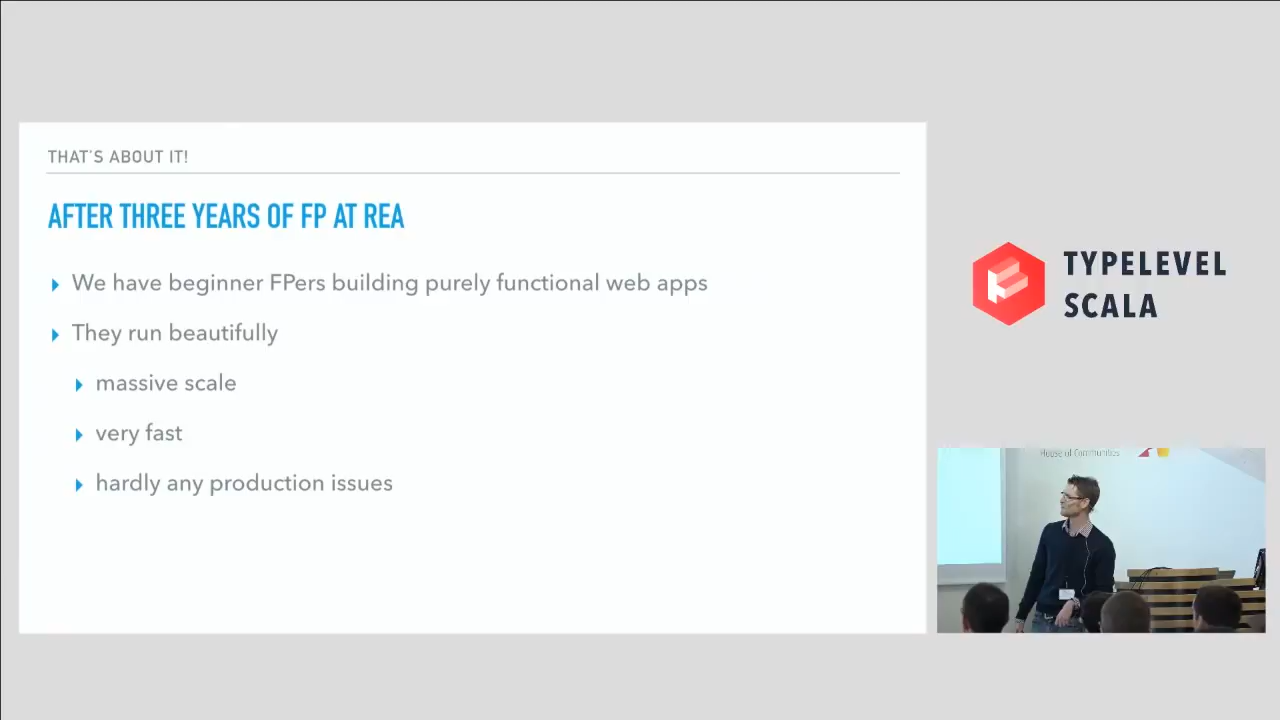 THAT'S ABOUT IT!
AFTER THREE YEARS OF FP AT REA
We have beginner FPers building purely functional web apps
They run beautifully
massive scale
very fast
hardly any production issues
TYPELEVEL
SCALA
House of Communities